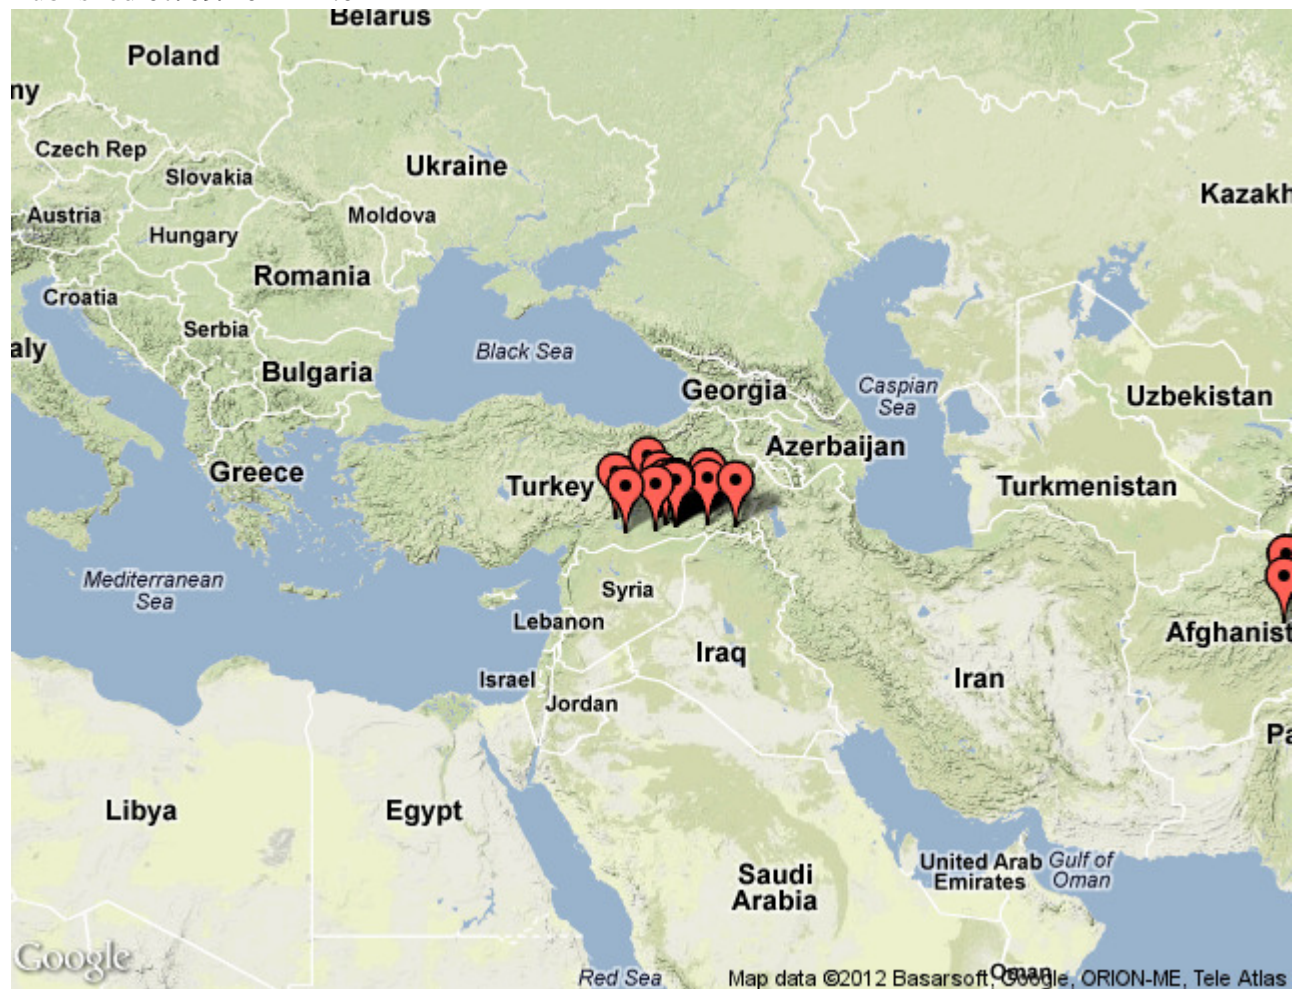 Belarus
Poland
ny
Czech Rep
Ukraine
Slovakia
Kazakh
Austria
Moldova
Hungary
Romania
Croatia
Serbia
aly
Black Sea
Bulgaria
Georgia
Caspian
Sea
Uzbekistan
Azerbaijan
Greece
Turkey
Turkmenistan
Mediterranean
Sea
Syria
Lebanon
Afghanist
Iraq
Israel
Iran
Jordan
Pa
Libya
Egypt
United Arab
Emirates
Gulf of
Oman
Saudi
Arabia
Google
Oman
Red Sea
Map data ©2012 Basarsoft, Google, ORION-ME, Tele Atlas